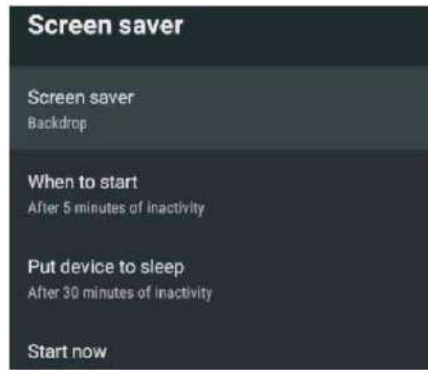 Screen saver
Screen saver
Backdrop
When to start
After 5 minutes of inactivity
Put device to sleep
After 30 minutes of inactivity
Start now